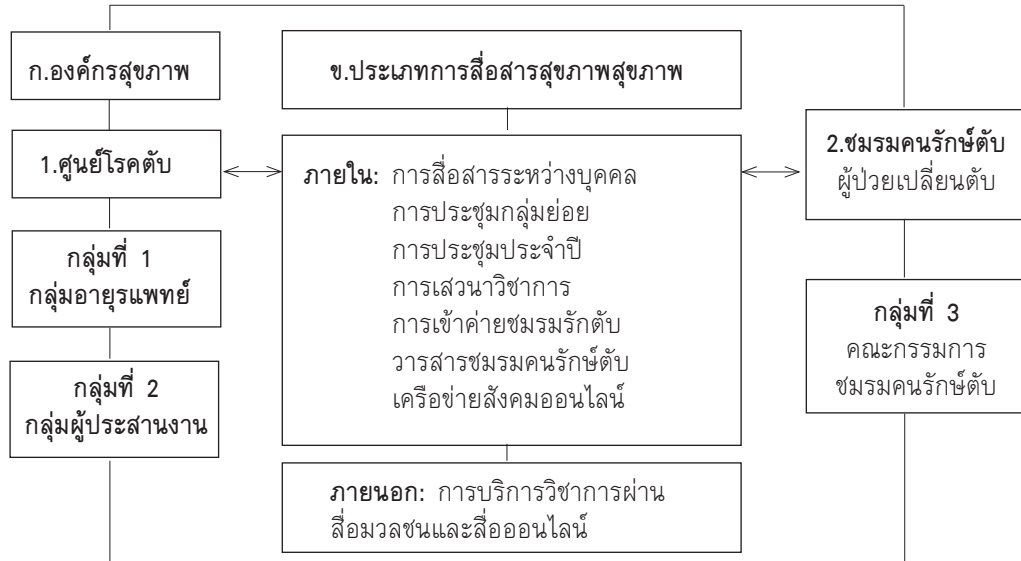 ก.องค์กรสุขภาพ
ข.ประเภทการสื่อสารสุขภาพสุขภาพ
1.ศูนย์โรคตับ
ภายใน: การสื่อสารระหว่างบุคคล
การประชุมกลุ่มย่อย
การประชุมประจำปี
การเสวนาวิชาการ
การเข้าค่ายชมรมรักตับ
วารสารชมรมคนรักษ์ตับ
เครือข่ายสังคมออนไลน์
2.ชมรมคนรักษ์ตับ
ผู้ป่วยเปลี่ยนตับ
กลุ่มที่ 1
กลุ่มอายุรแพทย์
กลุ่มที่ 3
คณะกรรมการ
ชมรมคนรักษ์ตับ
กลุ่มที่ 2
กลุ่มผู้ประสานงาน
ภายนอก: การบริการวิชาการผ่าน
สื่อมวลชนและสื่อออนไลน์